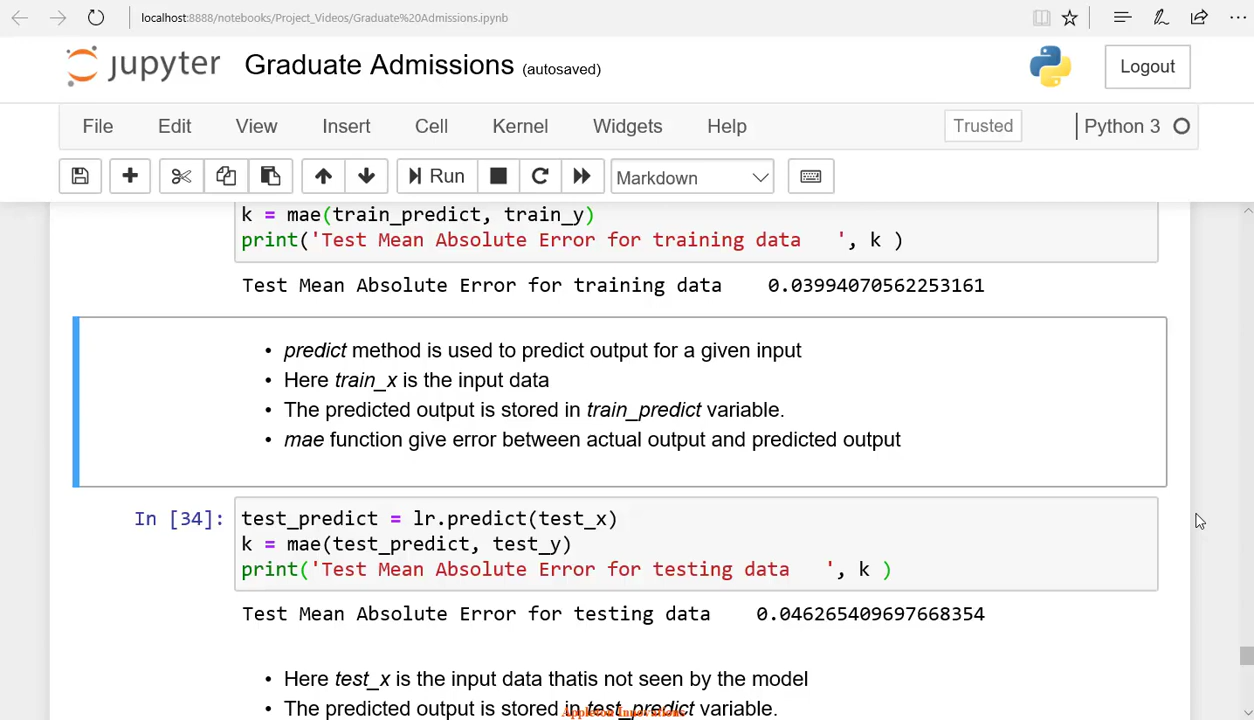 localhost:8888/notebooks/Project_Videos/Graduate%20Admissions.ipynb
jupyter Graduate Admissions (autosaved) Logout
File Edit View Insert Cell Kernel Widgets Help Trusted Python 3
Run Markdown
k = mae(train_predict, train_y)
print('Test Mean Absolute Error for training data   ', k )
Test Mean Absolute Error for training data    0.03994070562253161
• predict method is used to predict output for a given input
• Here train_x is the input data
• The predicted output is stored in train_predict variable.
• mae function give error between actual output and predicted output
In [34]: test_predict = lr.predict(test_x)
k = mae(test_predict, test_y)
print('Test Mean Absolute Error for testing data   ', k )
Test Mean Absolute Error for testing data    0.046265409697668354
• Here test_x is the input data thatis not seen by the model
• The predicted output is stored in test_predict variable.
Appleton Innovations